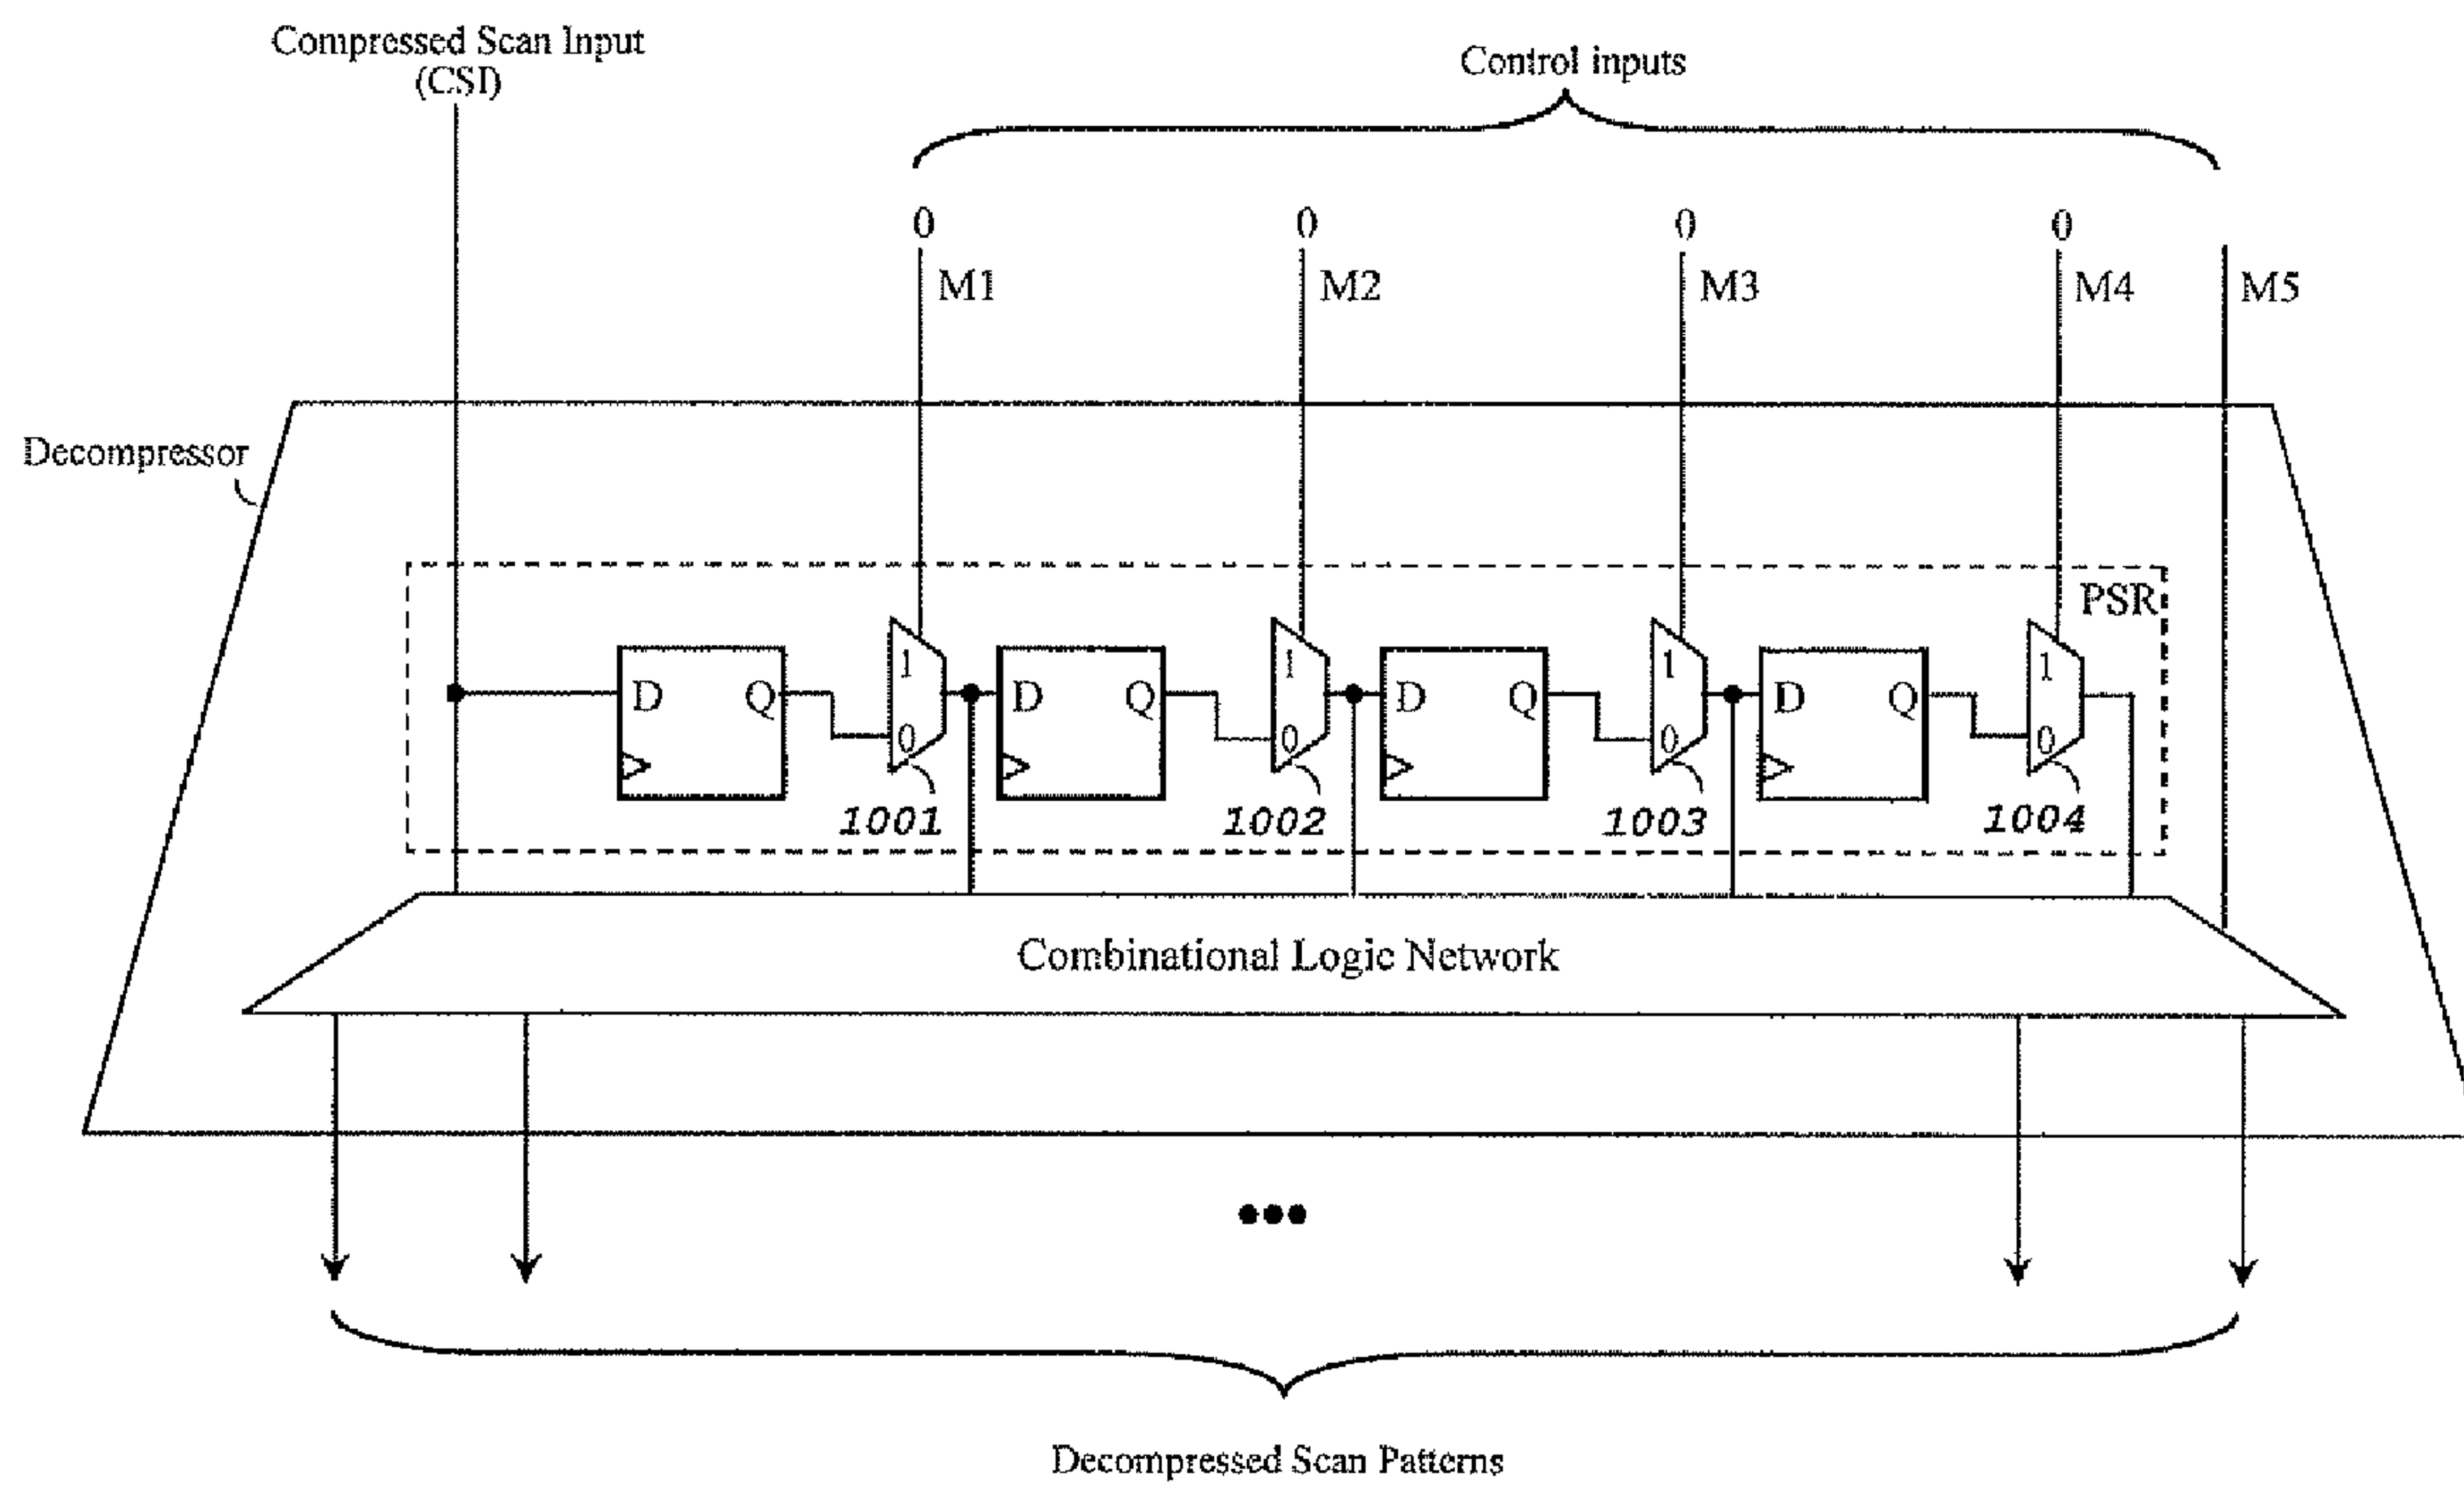 Compressed Scan Input
(CSI)
Control inputs
0 0 0 0
M1 M2 M3 M4 M5
Decompressor
PSR
1 1 1 1
D Q D Q D Q D Q
0 0 0 0
1001 1002 1003 1004
Combinational Logic Network
Decompressed Scan Patterns